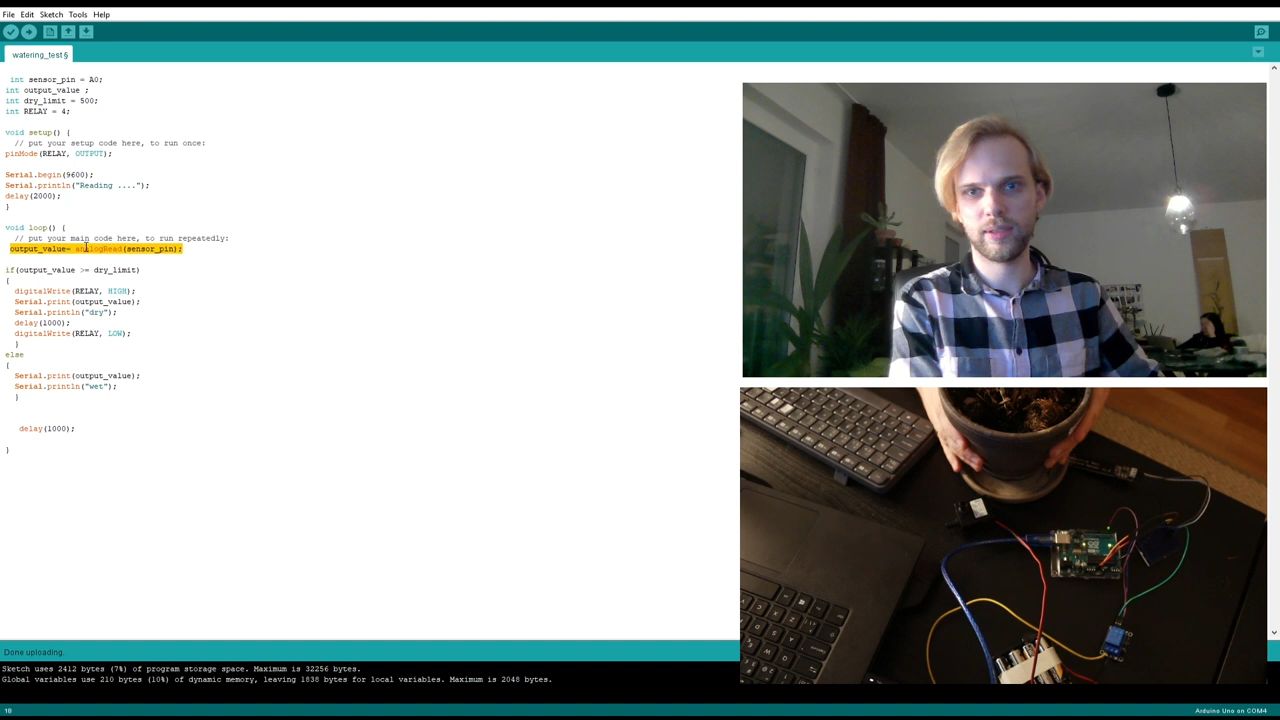 File Edit Sketch Tools Help
watering_test §
int sensor_pin = A0;
int output_value ;
int dry_limit = 500;
int RELAY = 4;
void setup() {
// put your setup code here, to run once:
pinMode(RELAY, OUTPUT);
Serial.begin(9600);
Serial.println("Reading ....");
delay(2000);
}
void loop() {
// put your main code here, to run repeatedly:
output_value= analogRead(sensor_pin);
if(output_value >= dry_limit)
{
digitalWrite(RELAY, HIGH);
Serial.print(output_value);
Serial.println("dry");
delay(1000);
digitalWrite(RELAY, LOW);
}
else
{
Serial.print(output_value);
Serial.println("wet");
}
delay(1000);
}
Done uploading.
Sketch uses 2412 bytes (7%) of program storage space. Maximum is 32256 bytes.
Global variables use 210 bytes (10%) of dynamic memory, leaving 1838 bytes for local variables. Maximum is 2048 bytes.
18
Arduino Uno on COM4